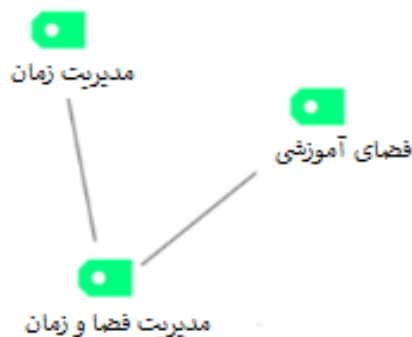 مدیریت زمان
فضای آموزشی
مدیریت فضا و زمان